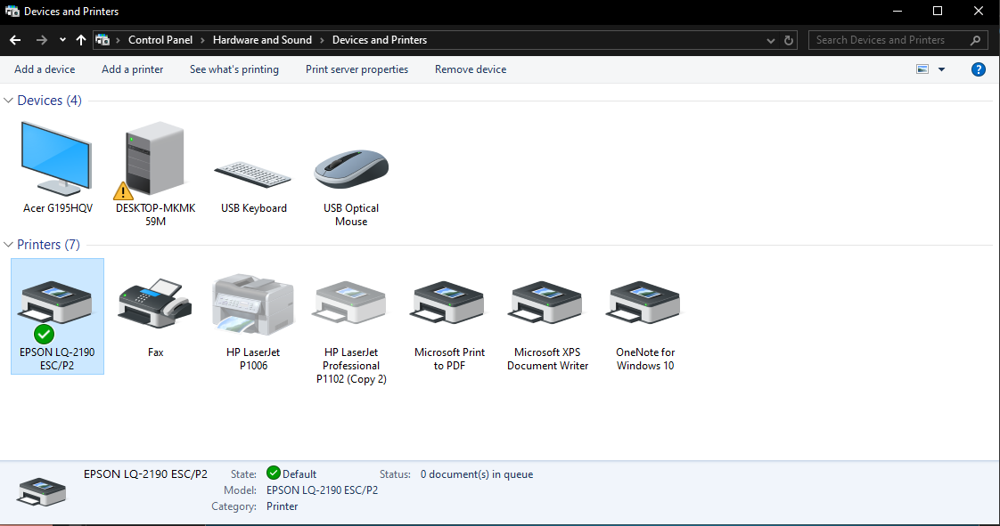 Devices and Printers
Control Panel > Hardware and Sound > Devices and Printers
Search Devices and Printers
Add a device Add a printer See what's printing Print server properties Remove device
Devices (4)
Acer G195HQV
DESKTOP-MKMK
59M
USB Keyboard
USB Optical
Mouse
Printers (7)
EPSON LQ-2190
ESC/P2
Fax
HP LaserJet
P1006
HP LaserJet
Professional
P1102 (Copy 2)
Microsoft Print
to PDF
Microsoft XPS
Document Writer
OneNote for
Windows 10
EPSON LQ-2190 ESC/P2 State: Default Status: 0 document(s) in queue
Model: EPSON LQ-2190 ESC/P2
Category: Printer